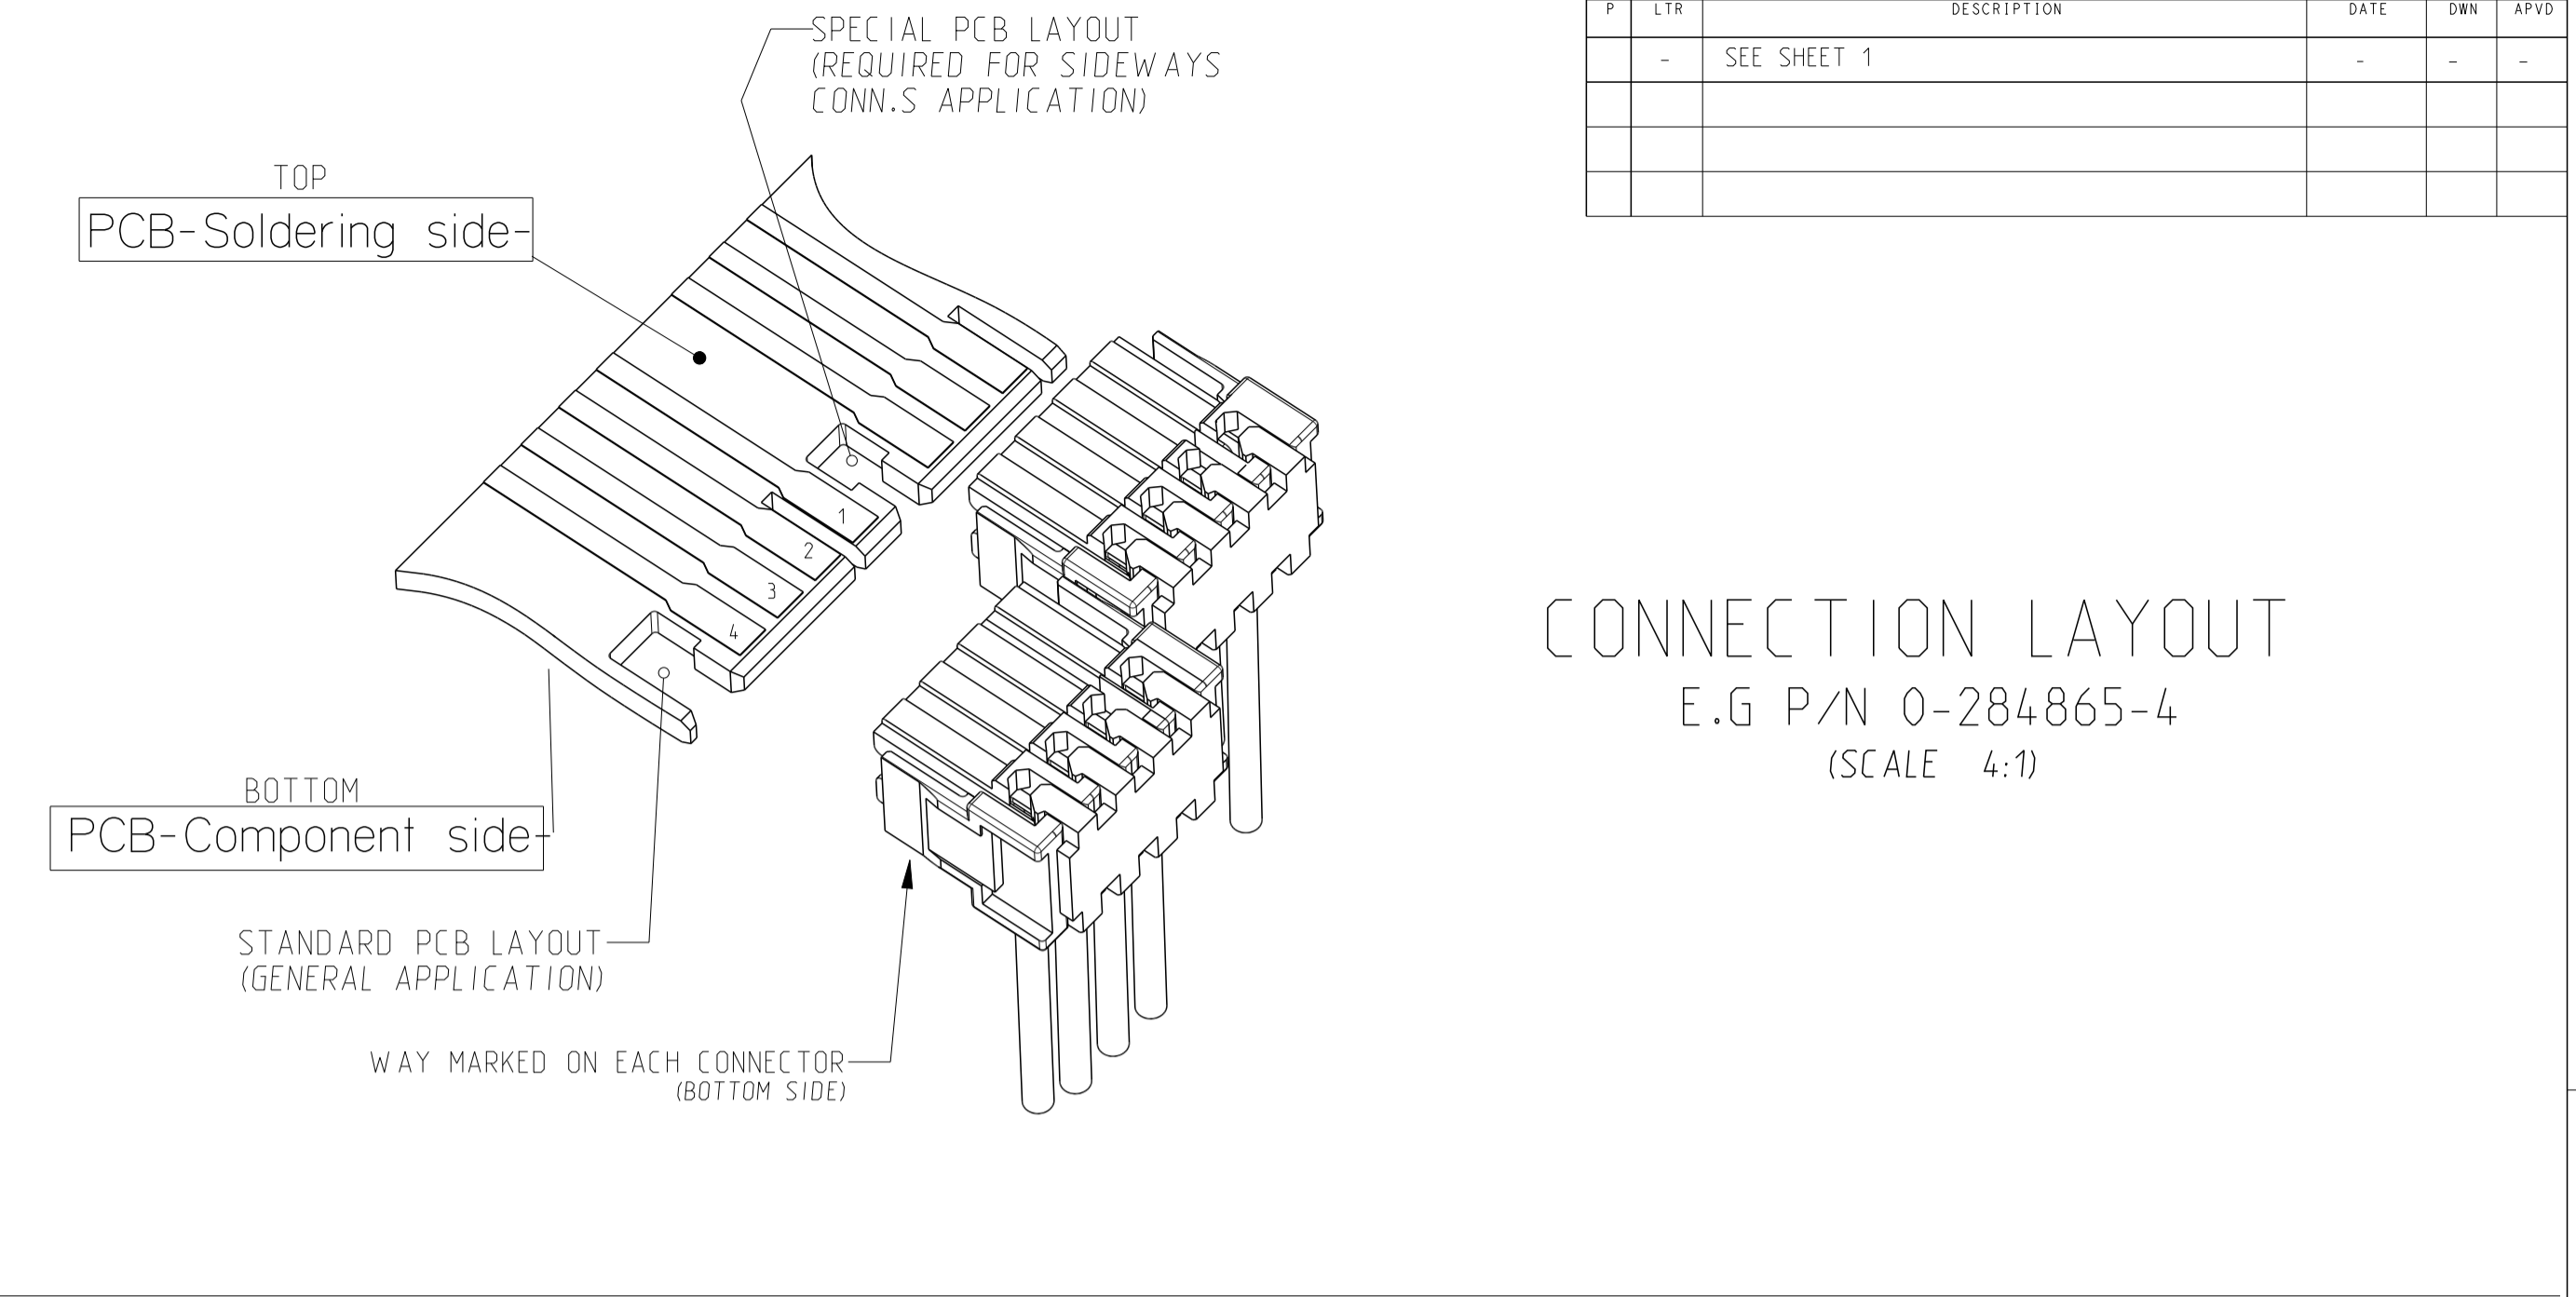 P LTR DESCRIPTION DATE DWN APVD
- SEE SHEET 1 - - -
SPECIAL PCB LAYOUT
(REQUIRED FOR SIDEWAYS
CONN.S APPLICATION)
TOP
PCB-Soldering side-
1
2
3
4
CONNECTION LAYOUT
E.G P/N 0-284865-4
(SCALE 4:1)
BOTTOM
PCB-Component side-
STANDARD PCB LAYOUT
(GENERAL APPLICATION)
WAY MARKED ON EACH CONNECTOR
(BOTTOM SIDE)